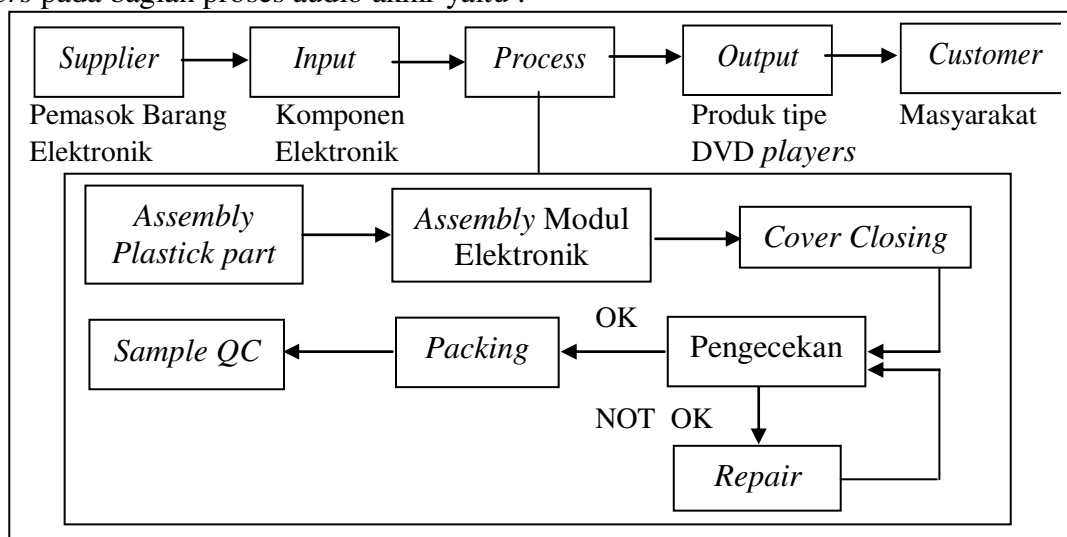 pada bagian proses audio akhir yaitu :
Supplier
Input
Process
Output
Customer
Pemasok Barang
Elektronik
Komponen
Elektronik
Produk tipe
DVD players
Masyarakat
Assembly
Plastick part
Assembly Modul
Elektronik
Cover Closing
OK
Sample QC
Packing
Pengecekan
NOT OK
Repair